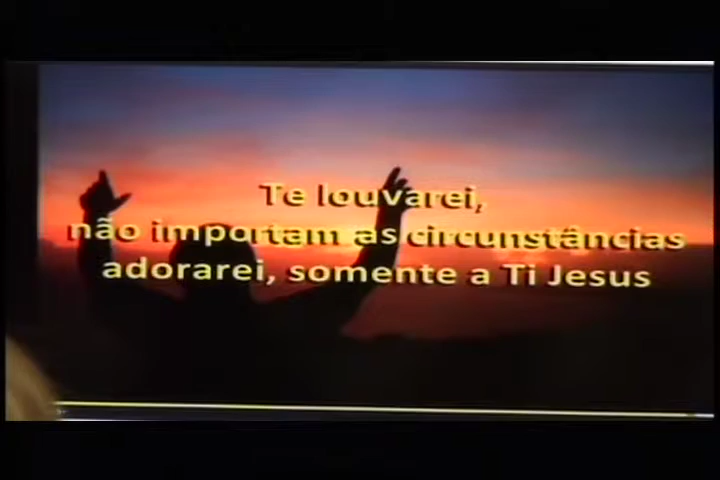 Te louvarei,
não importam as circunstâncias
adorarei, somente a Ti Jesus